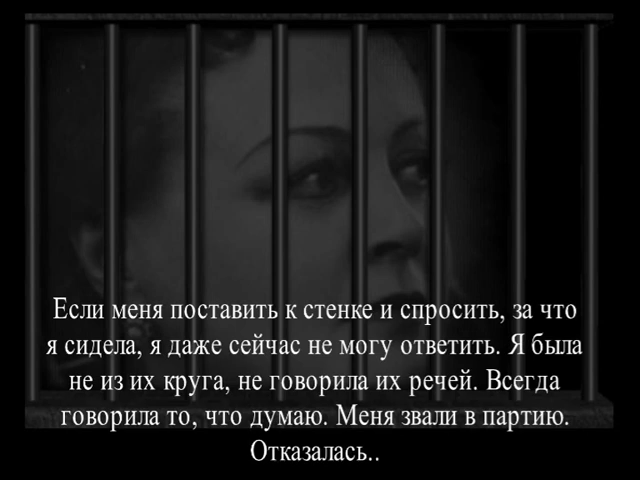 Если меня поставить к стенке и спросить, за что
я сидела, я даже сейчас не могу ответить. Я была
не из их круга, не говорила их речей. Всегда
говорила то, что думаю. Меня звали в партию.
Отказалась..